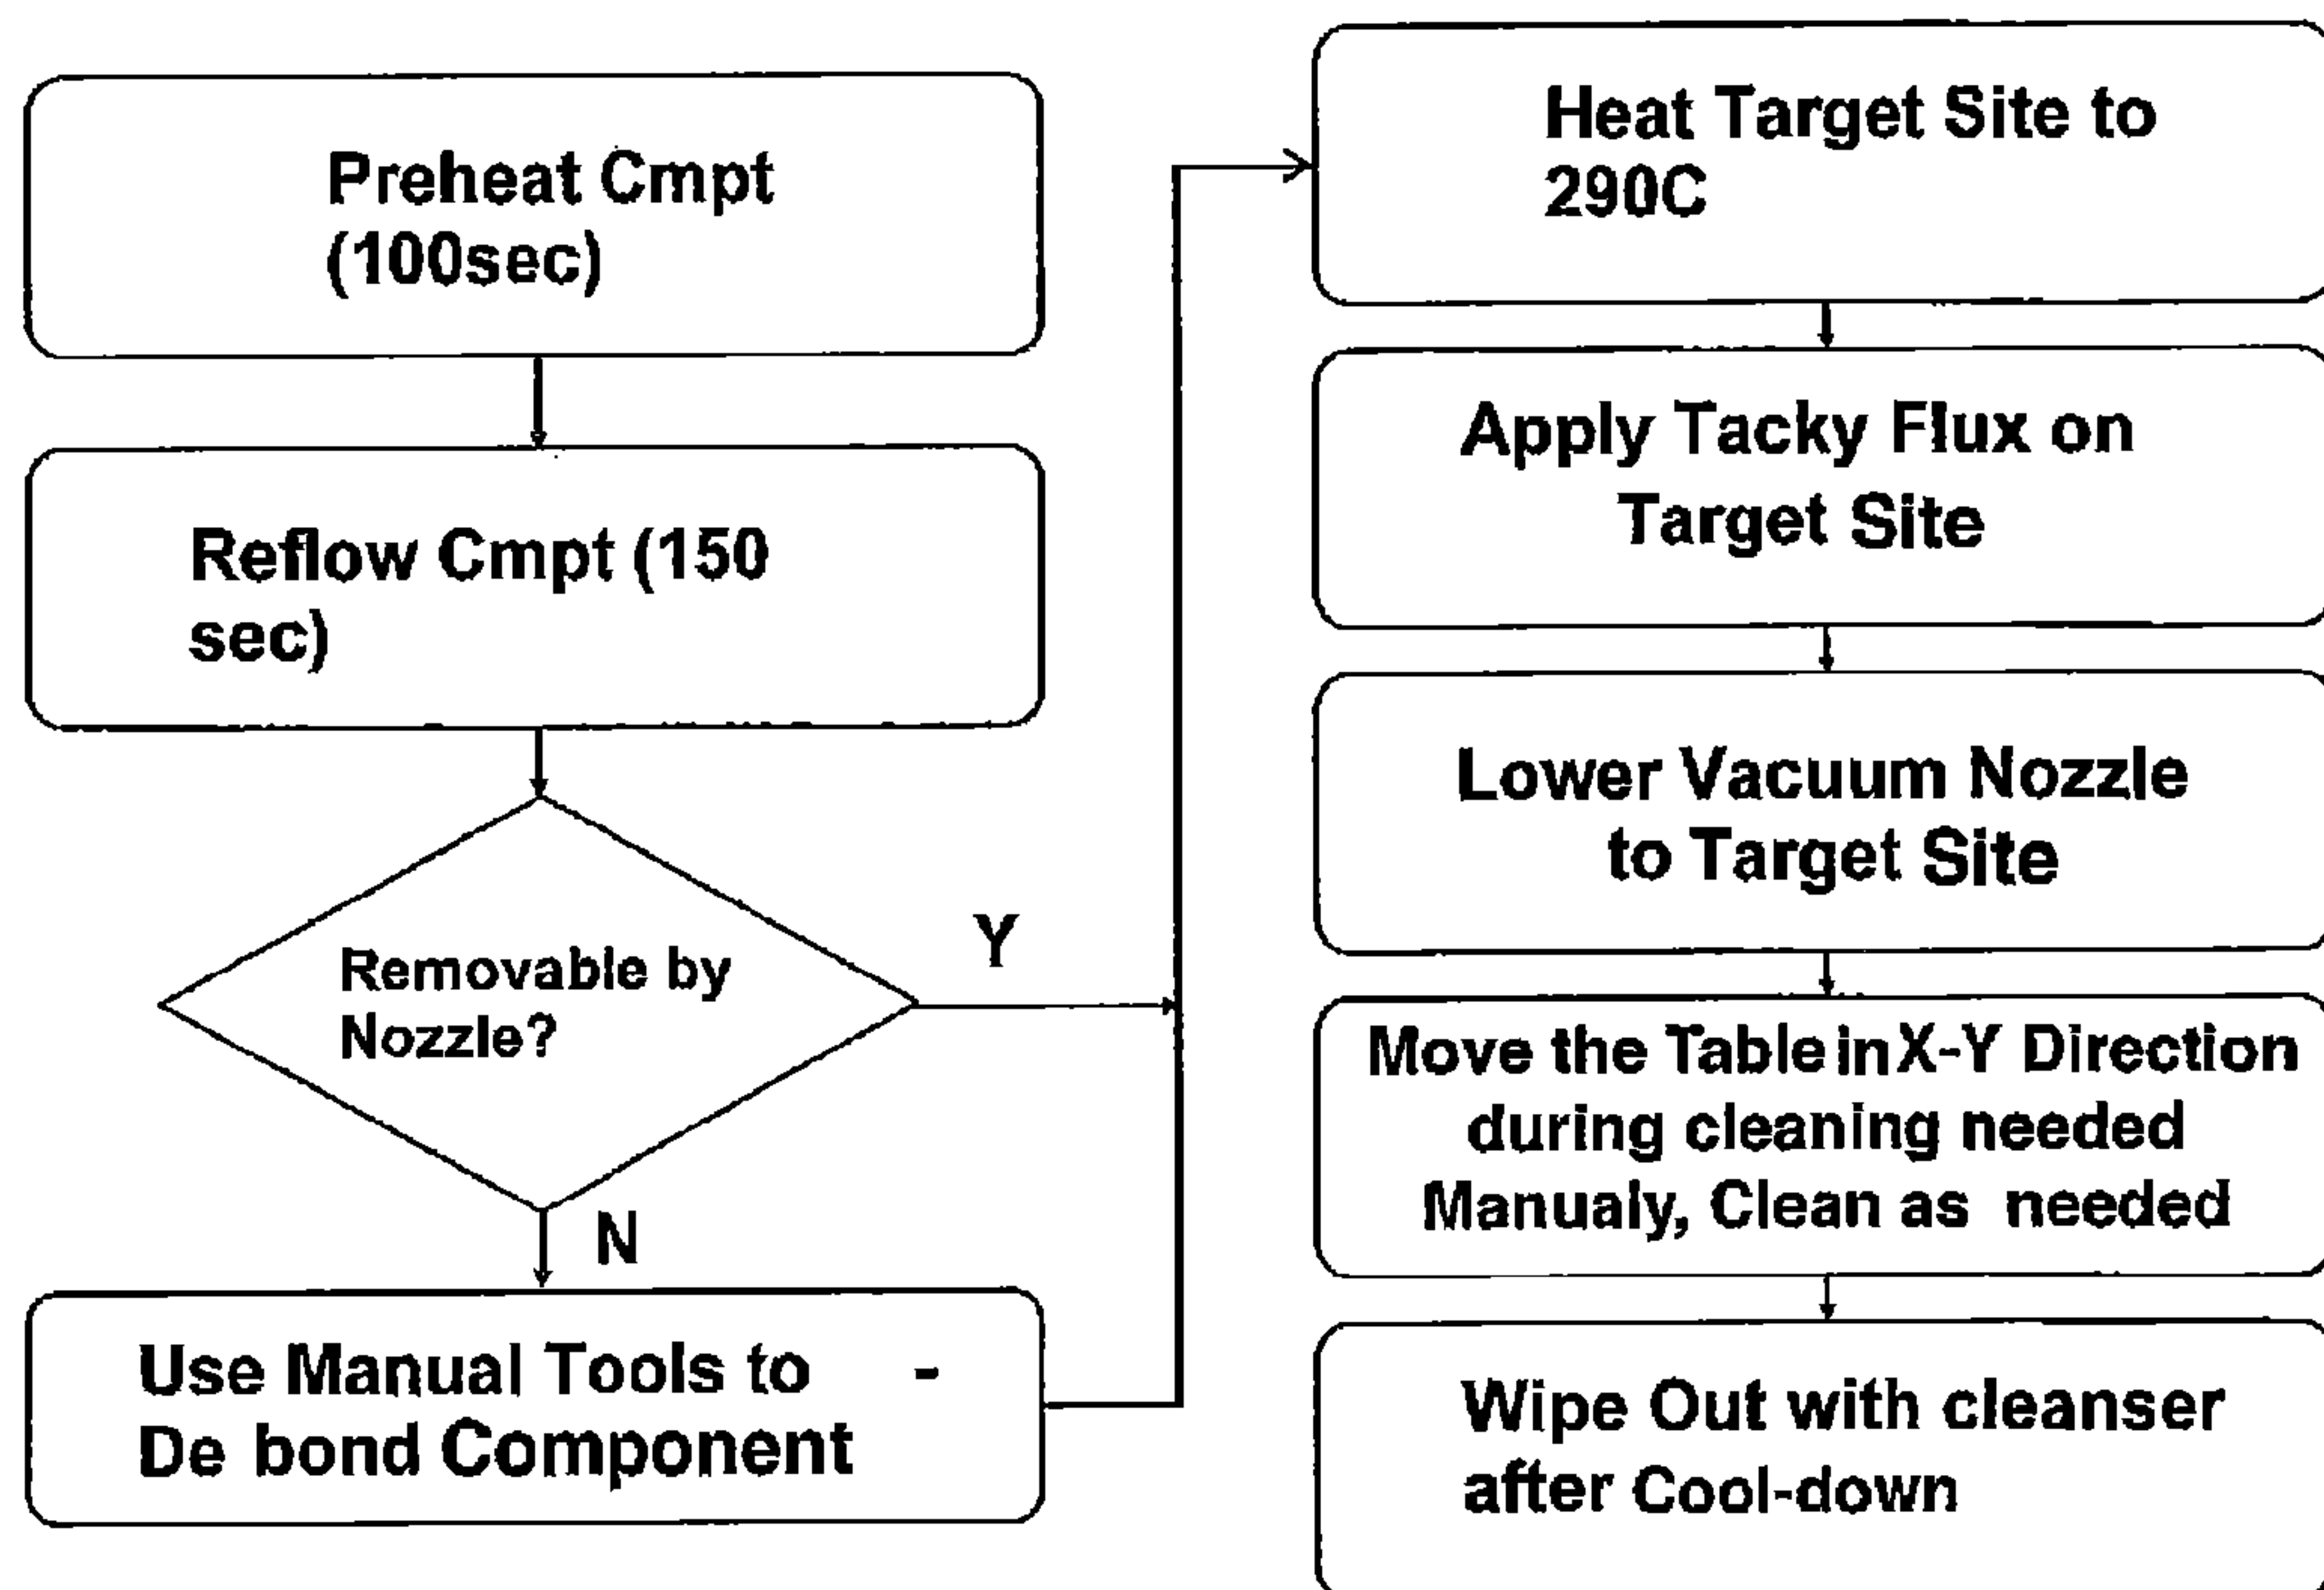 Preheat Cmpt
(100sec)
Reflow Cmpt (150
sec)
Removable by
Nozzle?
Y
N
Use Manual Tools to -
De bond Component
Heat Target Site to
290C
Apply Tacky Flux on
Target Site
Lower Vacuum Nozzle
to Target Site
Move the Table in X-Y Direction
during cleaning needed
Manualy, Clean as needed
Wipe Out with cleanser
after Cool-down